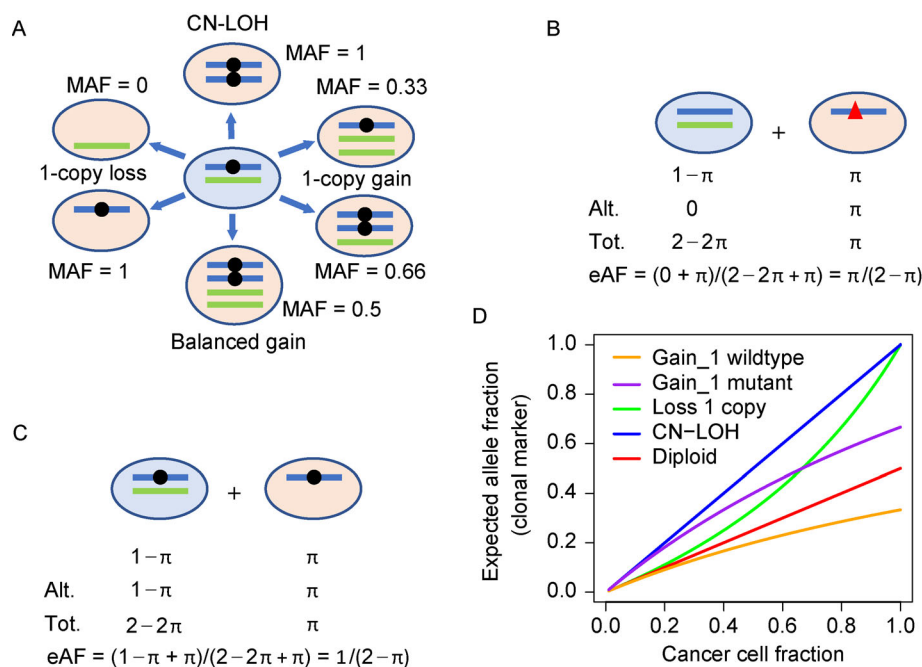 A
CN-LOH
MAF = 1
MAF = 0
MAF = 0.33
1-copy loss
1-copy gain
MAF = 1
MAF = 0.66
MAF = 0.5
Balanced gain
B
+
1−π π
Alt. 0 π
Tot. 2−2π π
eAF = (0 + π)/(2−2π+π) = π/(2−π)
C
+
1−π π
Alt. 1−π π
Tot. 2−2π π
eAF = (1−π + π)/(2−2π+π) = 1/(2−π)
D
Expected allele fraction
(clonal marker)
1.0
0.8
0.6
0.4
0.2
0.0
Gain_1 wildtype
Gain_1 mutant
Loss 1 copy
CN−LOH
Diploid
0.0 0.2 0.4 0.6 0.8 1.0
Cancer cell fraction